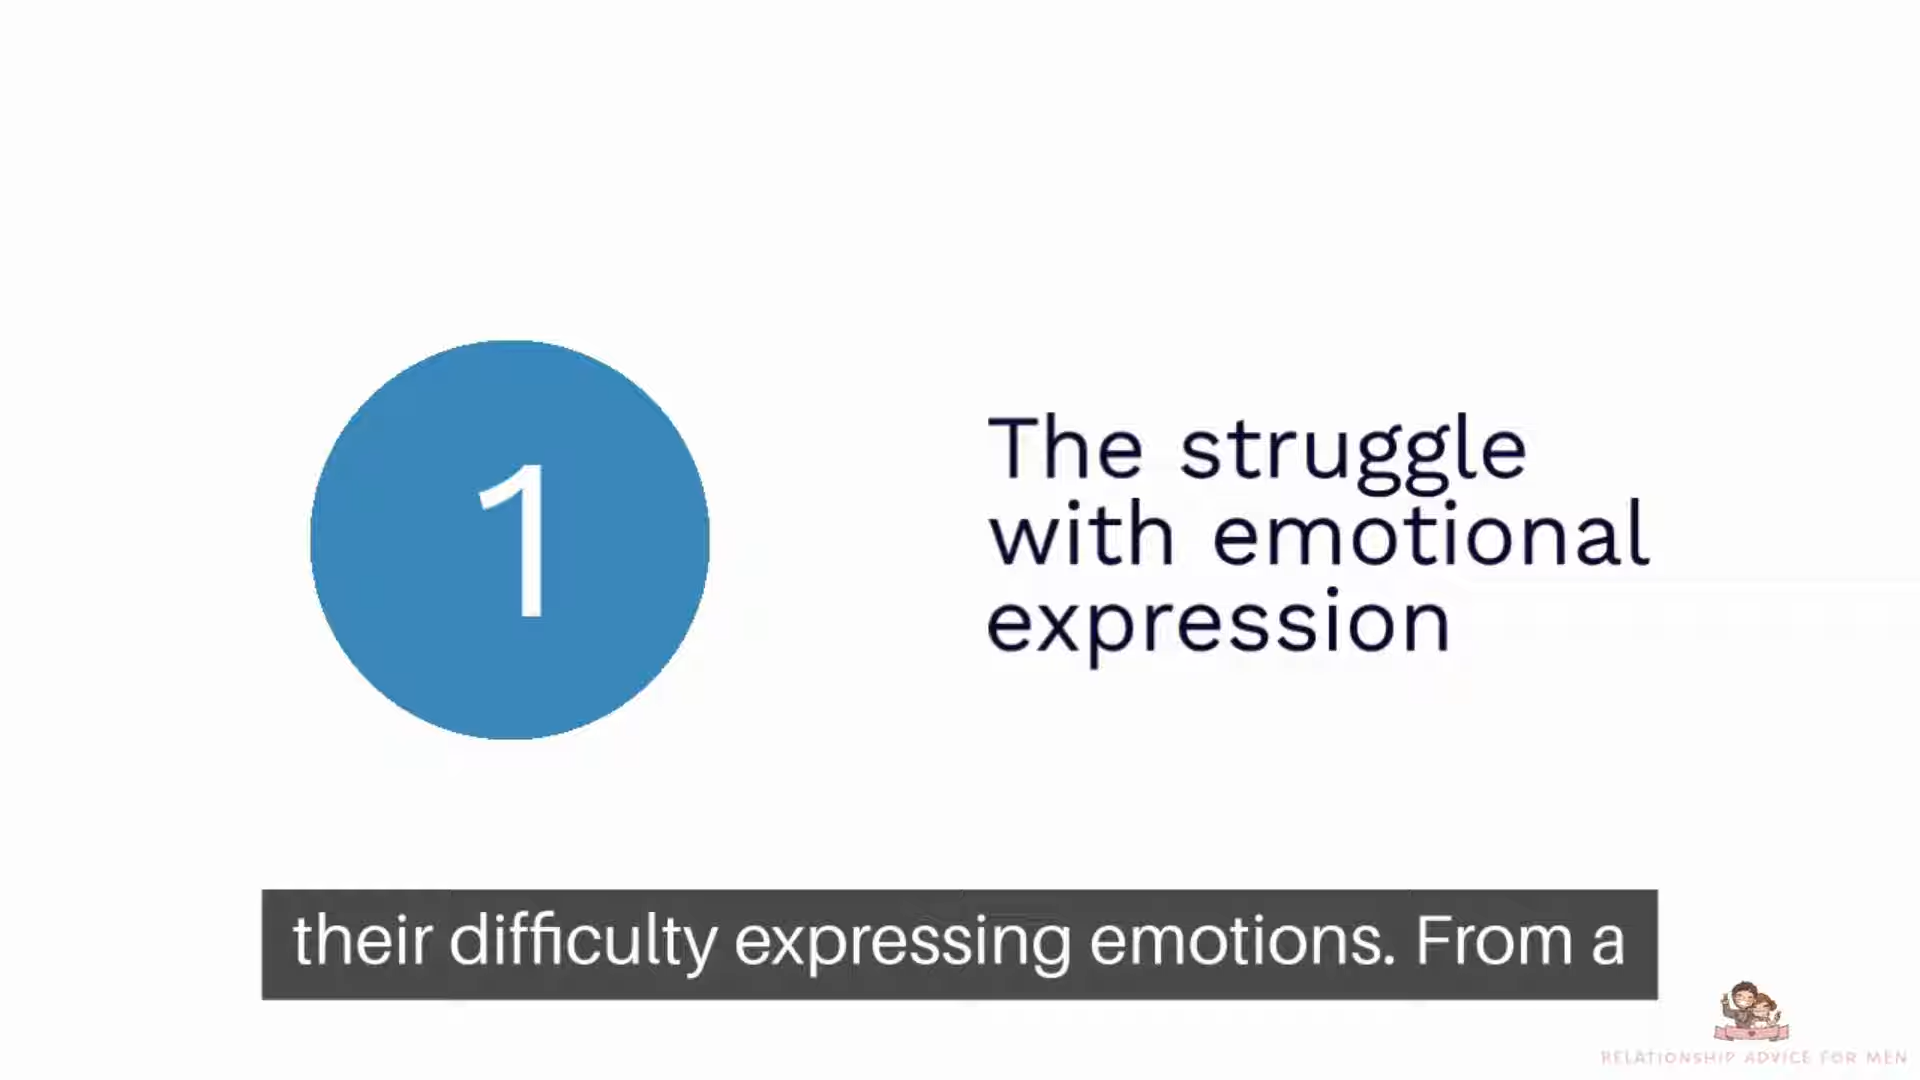 1
The struggle
with emotional
expression
their difficulty expressing emotions. From a
RELATIONSHIP ADVICE FOR MEN